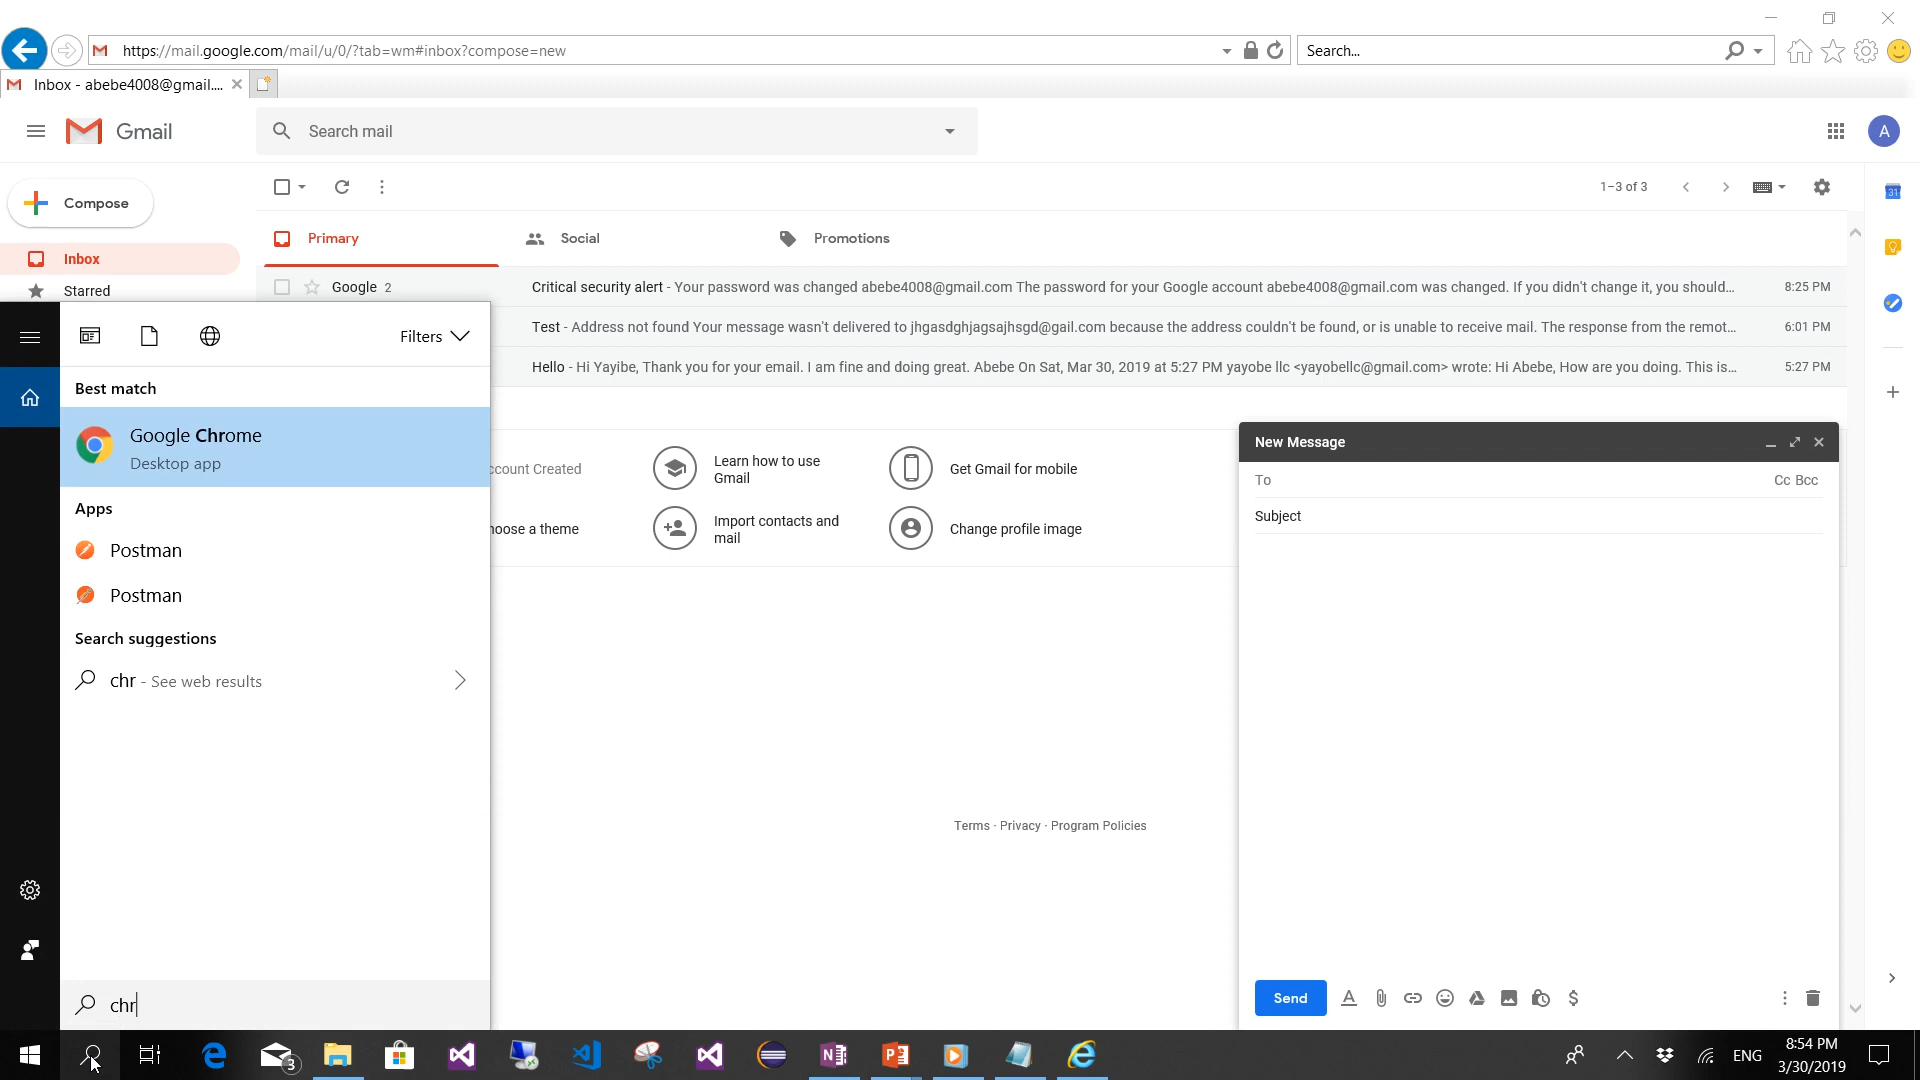 https://mail.google.com/mail/u/0/?tab=wm#inbox?compose=new
Search...
Inbox - abebe4008@gmail....
Gmail
Search mail
A
Compose
1–3 of 3
31
Primary
Social
Promotions
Inbox
Starred
Google 2
Critical security alert - Your password was changed abebe4008@gmail.com The password for your Google account abebe4008@gmail.com was changed. If you didn't change it, you should...
8:25 PM
Test - Address not found Your message wasn't delivered to jhgasdghjagsajhsgd@gail.com because the address couldn't be found, or is unable to receive mail. The response from the remot...
6:01 PM
Hello - Hi Yayibe, Thank you for your email. I am fine and doing great. Abebe On Sat, Mar 30, 2019 at 5:27 PM yayobe llc <yayobellc@gmail.com> wrote: Hi Abebe, How are you doing. This is...
5:27 PM
Filters
Best match
Google Chrome
Desktop app
Apps
Postman
Postman
Search suggestions
chr - See web results
chr
ccount Created
Learn how to use
Gmail
Get Gmail for mobile
hoose a theme
Import contacts and
mail
Change profile image
Terms · Privacy · Program Policies
New Message
To
Cc Bcc
Subject
Send
3
ENG
8:54 PM
3/30/2019